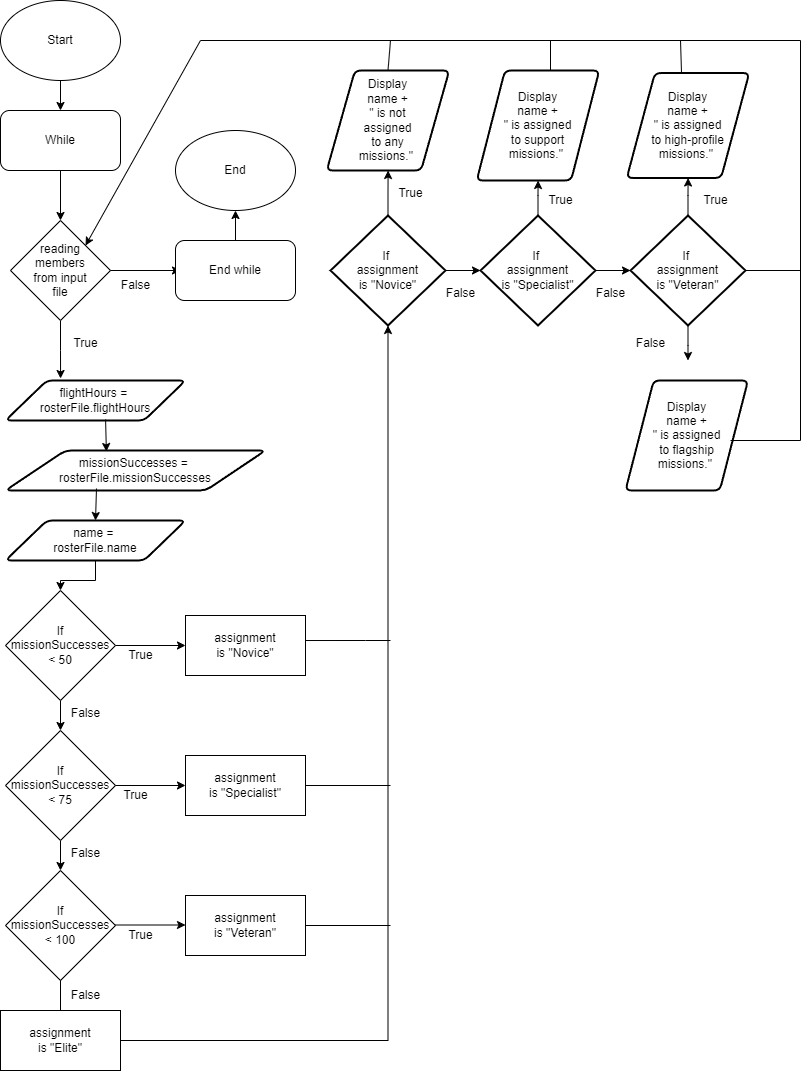 Start
While
reading
members
from input
file
False
End while
End
True
flightHours =
rosterFile.flightHours
missionSuccesses =
rosterFile.missionSuccesses
name =
rosterFile.name
If
missionSuccesses
< 50
True
assignment
is "Novice"
False
If
missionSuccesses
< 75
True
assignment
is "Specialist"
False
If
missionSuccesses
< 100
True
assignment
is "Veteran"
False
assignment
is "Elite"
If
assignment
is "Novice"
True
Display
name +
" is not
assigned
to any
missions."
False
If
assignment
is "Specialist"
True
Display
name +
" is assigned
to support
missions."
False
If
assignment
is "Veteran"
True
Display
name +
" is assigned
to high-profile
missions."
False
Display
name +
" is assigned
to flagship
missions."